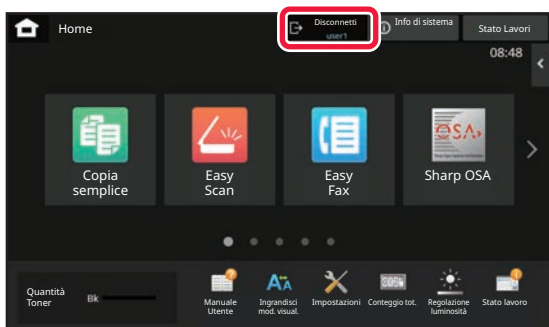 Home
Disconnetti
user1
Info di sistema
Stato Lavori
08:48
Copia
semplice
Easy
Scan
Easy
Fax
OSA
Sharp OSA
Quantità
Toner
Bk
Manuale
Utente
Ingrandisci
mod. visual.
Impostazioni
Conteggio tot.
Regolazione
luminosità
Stato lavoro